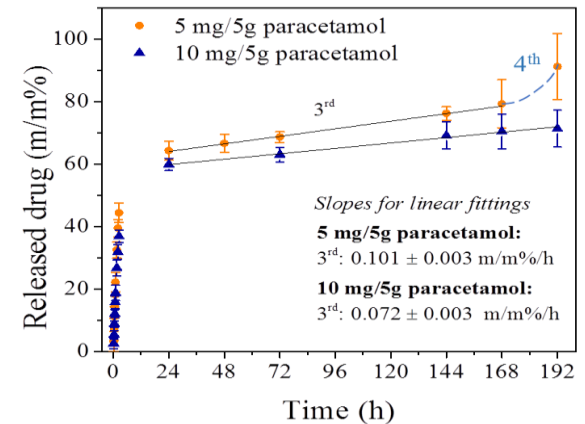 5 mg/5g paracetamol
10 mg/5g paracetamol
4th
3rd
Slopes for linear fittings
5 mg/5g paracetamol:
3rd: 0.101 ± 0.003 m/m%/h
10 mg/5g paracetamol:
3rd: 0.072 ± 0.003 m/m%/h
Released drug (m/m%)
100
80
60
40
20
0
0 24 48 72 96 120 144 168 192
Time (h)